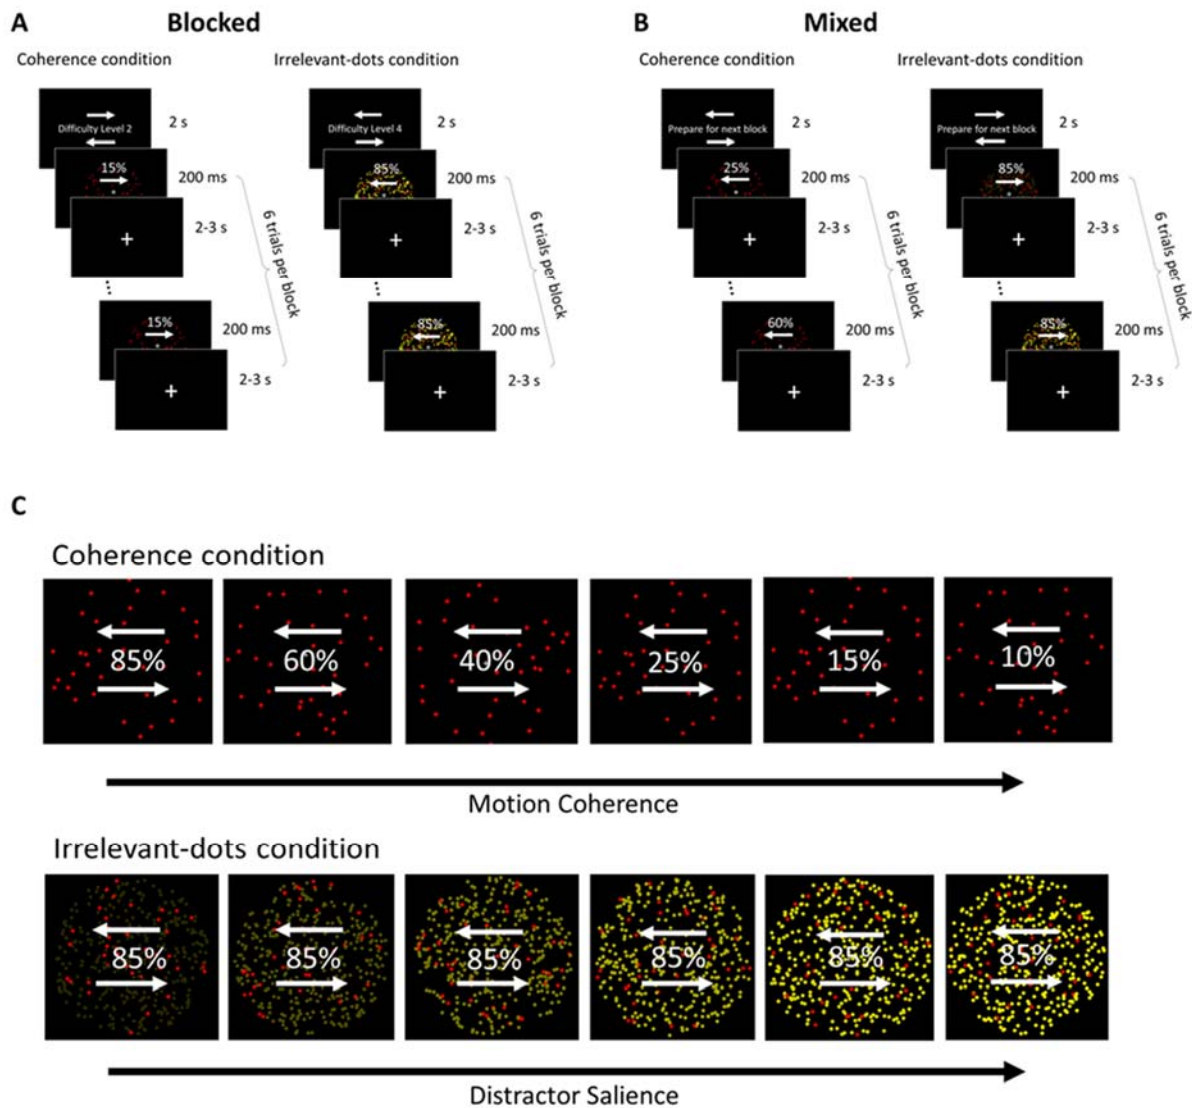 A
Blocked
Coherence condition
Irrelevant-dots condition
Difficulty Level 2
2 s
15%
200 ms
2-3 s
6 trials per block
15%
200 ms
2-3 s
Difficulty Level 4
2 s
85%
200 ms
2-3 s
6 trials per block
85%
200 ms
2-3 s
B
Mixed
Coherence condition
Irrelevant-dots condition
Prepare for next block
2 s
25%
200 ms
2-3 s
6 trials per block
60%
200 ms
2-3 s
Prepare for next block
2 s
85%
200 ms
2-3 s
6 trials per block
85%
200 ms
2-3 s
C
Coherence condition
85% 60% 40% 25% 15% 10%
Motion Coherence
Irrelevant-dots condition
85% 85% 85% 85% 85% 85%
Distractor Salience